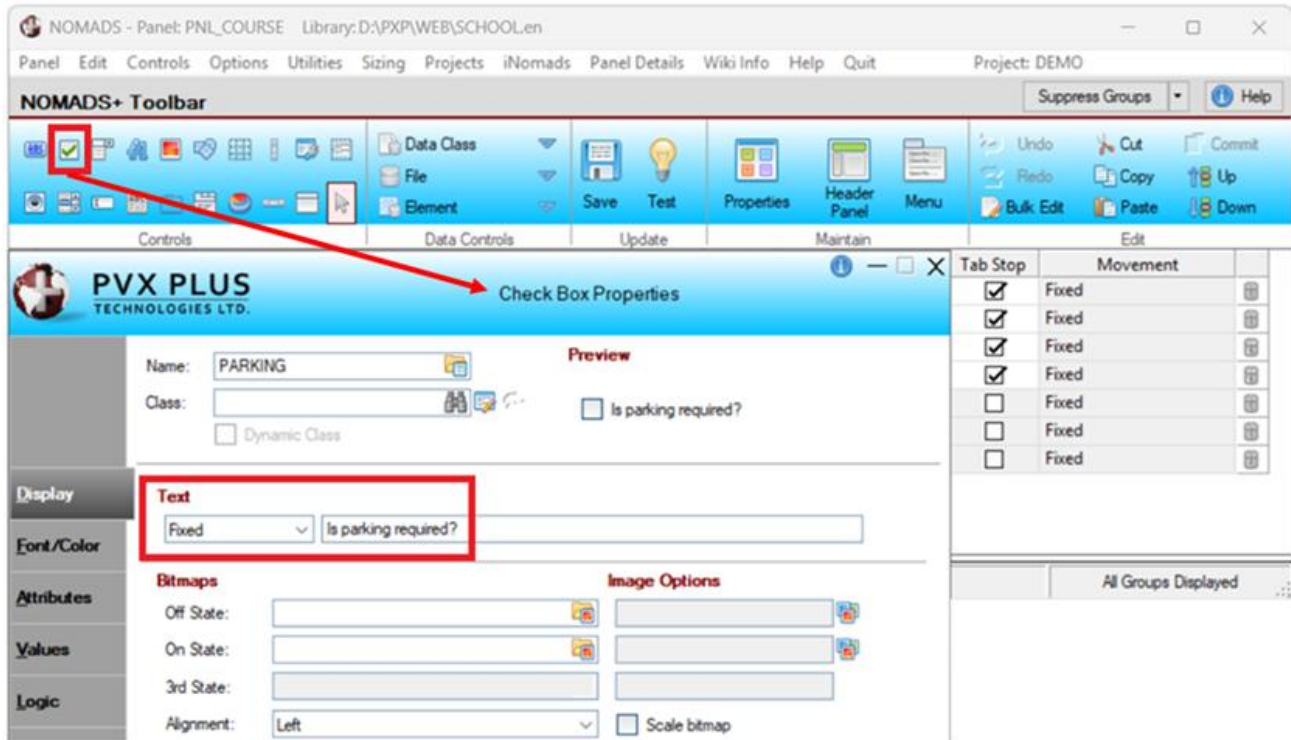 NOMADS - Panel: PNL_COURSE Library: D:\PXP\WEB\SCHOOL.en
Panel Edit Controls Options Utilities Sizing Projects iNomads Panel Details Wiki Info Help Quit Project: DEMO
NOMADS+ Toolbar Suppress Groups Help
Data Class Undo Cut Commit
File Redo Copy Up
Element Save Test Properties Header Panel Menu Bulk Edit Paste Down
Controls Data Controls Update Maintain Edit
PVX PLUS
TECHNOLOGIES LTD.
Check Box Properties
Tab Stop Movement
Fixed
Fixed
Fixed
Fixed
Fixed
Fixed
Fixed
Name: PARKING Preview
Class: Is parking required?
Dynamic Class
Display Text
Fixed Is parking required?
Font/Color
Bitmaps Image Options
Attributes Off State: All Groups Displayed
Values On State:
3rd State:
Logic
Alignment: Left Scale bitmap